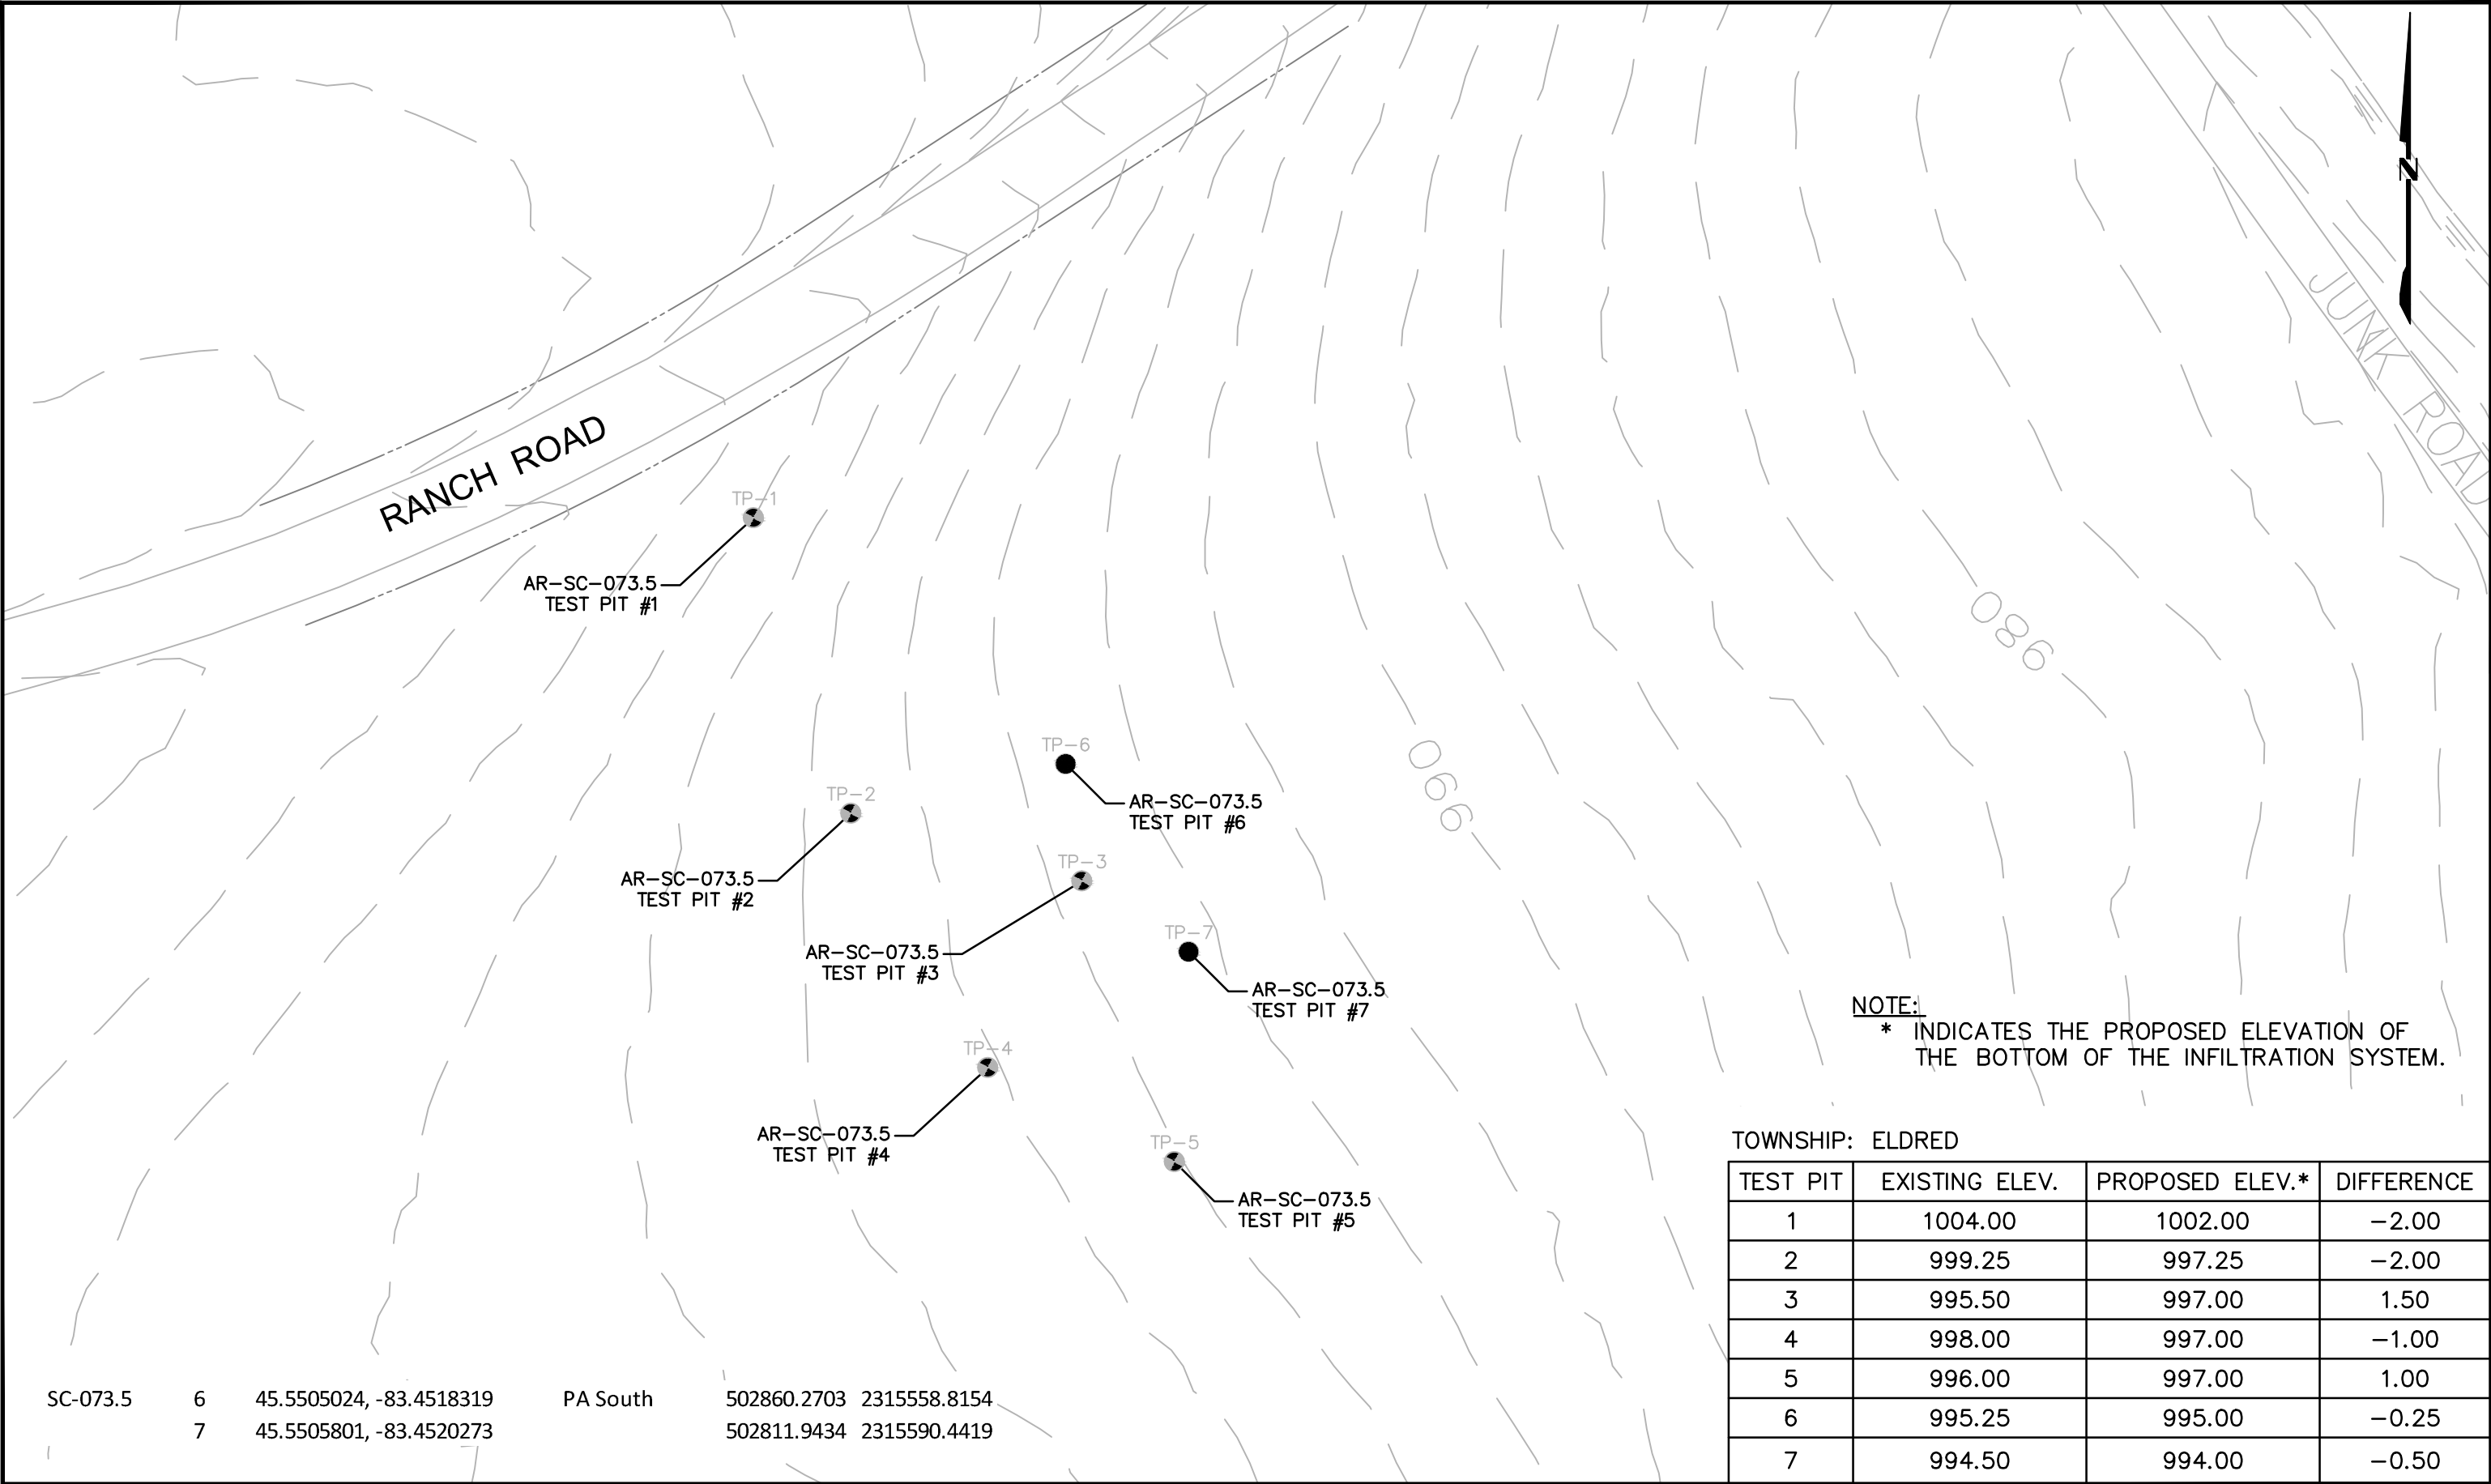 N
JUNK ROAD
RANCH ROAD
TP-1
AR-SC-073.5
TEST PIT #1
980
990
TP-6
AR-SC-073.5
TEST PIT #6
TP-2
AR-SC-073.5
TEST PIT #2
TP-3
AR-SC-073.5
TEST PIT #3
TP-7
AR-SC-073.5
TEST PIT #7
TP-4
AR-SC-073.5
TEST PIT #4
TP-5
AR-SC-073.5
TEST PIT #5
NOTE:
* INDICATES THE PROPOSED ELEVATION OF
THE BOTTOM OF THE INFILTRATION SYSTEM.
TOWNSHIP: ELDRED
TEST PIT EXISTING ELEV. PROPOSED ELEV.* DIFFERENCE
1 1004.00 1002.00 -2.00
2 999.25 997.25 -2.00
3 995.50 997.00 1.50
4 998.00 997.00 -1.00
5 996.00 997.00 1.00
6 995.25 995.00 -0.25
7 994.50 994.00 -0.50
SC-073.5 6 45.5505024, -83.4518319 PA South 502860.2703 2315558.8154
7 45.5505801, -83.4520273 502811.9434 2315590.4419